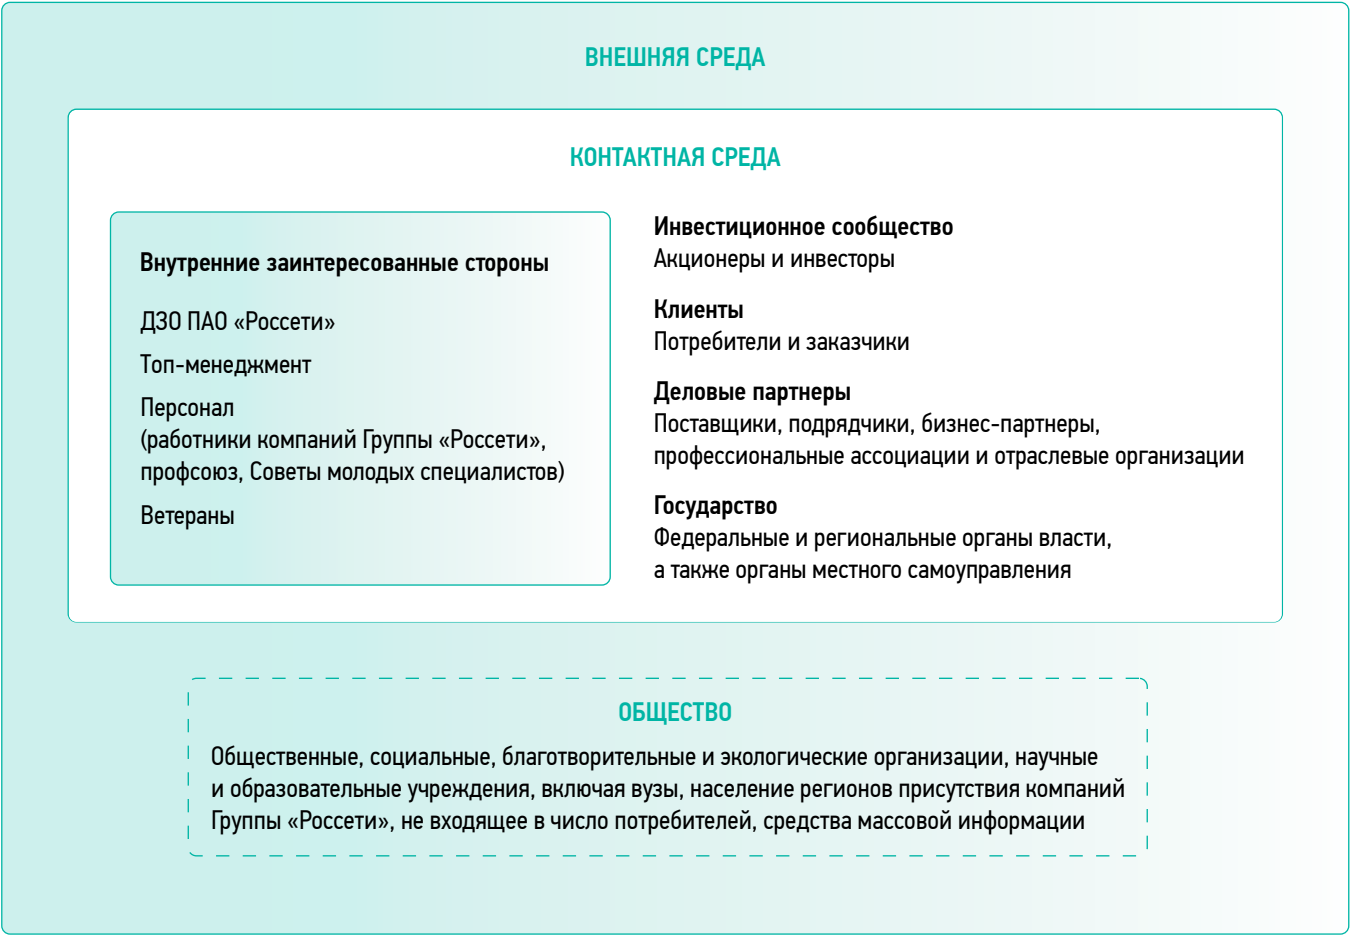 ВНЕШНЯЯ СРЕДА
КОНТАКТНАЯ СРЕДА
Внутренние заинтересованные стороны
ДЗО ПАО «Россети»
Топ-менеджмент
Персонал
(работники компаний Группы «Россети»,
профсоюз, Советы молодых специалистов)
Ветераны
Инвестиционное сообщество
Акционеры и инвесторы
Клиенты
Потребители и заказчики
Деловые партнеры
Поставщики, подрядчики, бизнес-партнеры,
профессиональные ассоциации и отраслевые организации
Государство
Федеральные и региональные органы власти,
а также органы местного самоуправления
ОБЩЕСТВО
Общественные, социальные, благотворительные и экологические организации, научные
и образовательные учреждения, включая вузы, население регионов присутствия компаний
Группы «Россети», не входящее в число потребителей, средства массовой информации